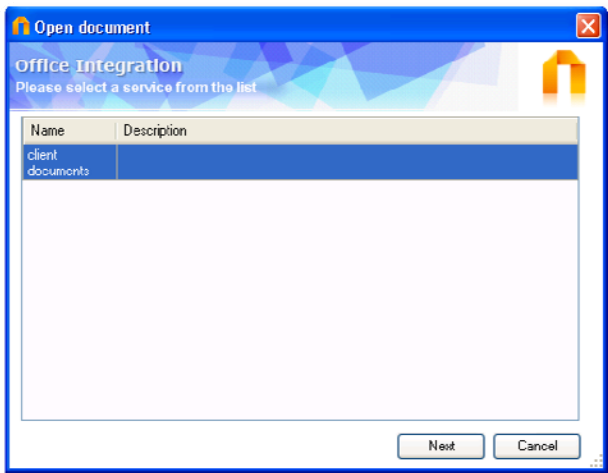 Open document
Office Integration
Please select a service from the list
Name Description
client
documents
Next Cancel